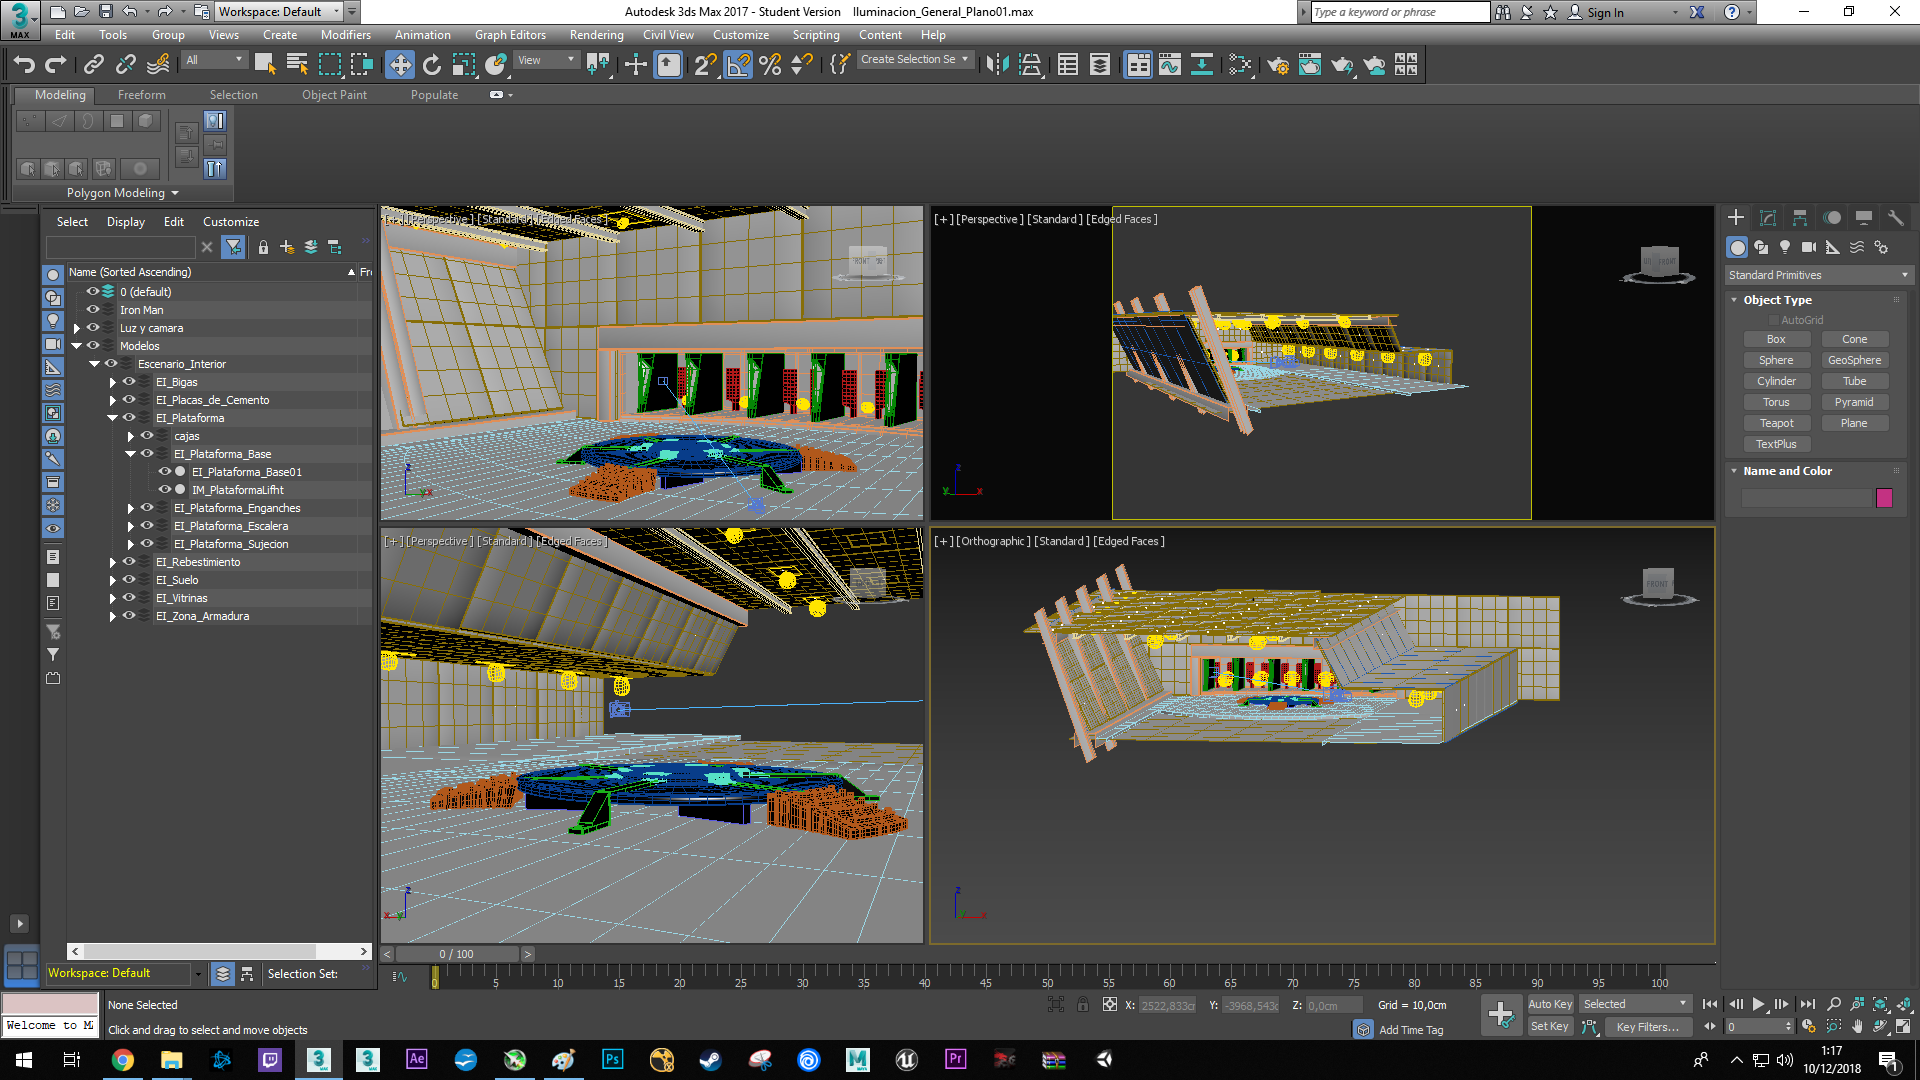 Workspace: Default
Autodesk 3ds Max 2017 - Student Version    Iluminacion_General_Plano01.max
Type a keyword or phrase
Sign In
MAX
Edit Tools Group Views Create Modifiers Animation Graph Editors Rendering Civil View Customize Scripting Content Help
All
View
Create Selection Se
Modeling Freeform Selection Object Paint Populate
Polygon Modeling
Select Display Edit Customize
Name (Sorted Ascending)
Fr
0 (default)
Iron Man
Luz y camara
Modelos
Escenario_Interior
EI_Bigas
EI_Placas_de_Cemento
EI_Plataforma
cajas
EI_Plataforma_Base
EI_Plataforma_Base01
IM_PlataformaLifht
EI_Plataforma_Enganches
EI_Plataforma_Escalera
EI_Plataforma_Sujecion
EI_Rebestimiento
EI_Suelo
EI_Vitrinas
EI_Zona_Armadura
[+] [Perspective] [Standard] [Edged Faces]
[+] [Perspective] [Standard] [Edged Faces]
[+] [Perspective] [Standard] [Edged Faces]
[+] [Orthographic] [Standard] [Edged Faces]
FRONT
FRONT
FRONT
Standard Primitives
Object Type
AutoGrid
Box Cone
Sphere GeoSphere
Cylinder Tube
Torus Pyramid
Teapot Plane
TextPlus
Name and Color
0 / 100
Workspace: Default
Selection Set:
0 5 10 15 20 25 30 35 40 45 50 55 60 65 70 75 80 85 90 95 100
None Selected
X: 2522,833cr Y: -3968,543c Z: 0,0cm Grid = 10,0cm
Auto Key Selected
Welcome to M
Click and drag to select and move objects
Add Time Tag
Set Key Key Filters...
0
1:17
10/12/2018